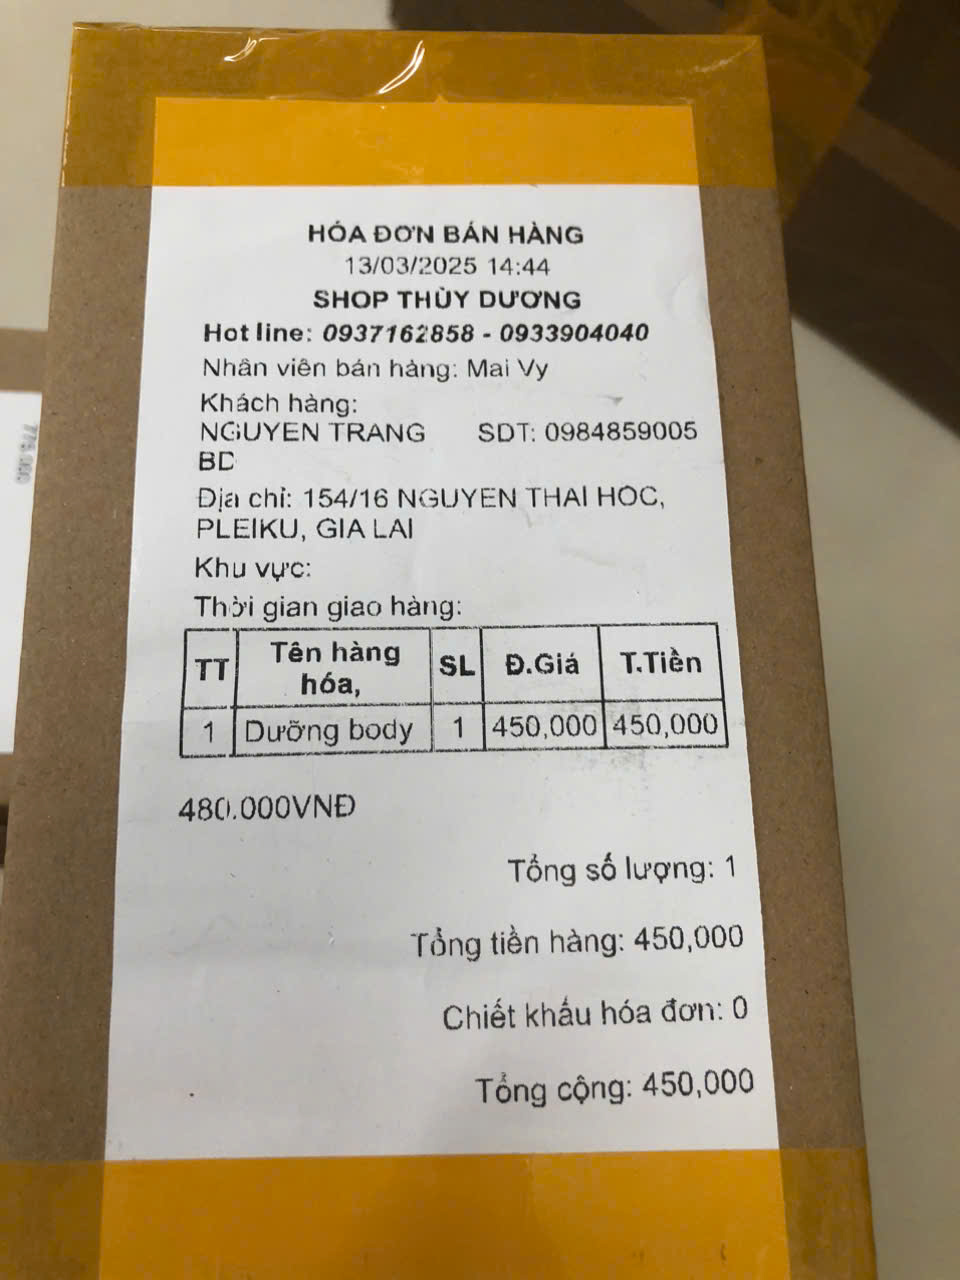 HÓA ĐƠN BÁN HÀNG
13/03/2025 14:44
SHOP THÙY DƯƠNG
Hot line: 0937162858 - 0933904040
Nhân viên bán hàng: Mai Vy
Khách hàng:
NGUYEN TRANG SDT: 0984859005
BD
Địa chỉ: 154/16 NGUYEN THAI HOC,
PLEIKU, GIA LAI
Khu vực:
Thời gian giao hàng:
TT Tên hàng hóa, SL Đ.Giá T.Tiền
1 Dưỡng body 1 450,000 450,000
480.000VNĐ
Tổng số lượng: 1
Tổng tiền hàng: 450,000
Chiết khấu hóa đơn: 0
Tổng cộng: 450,000